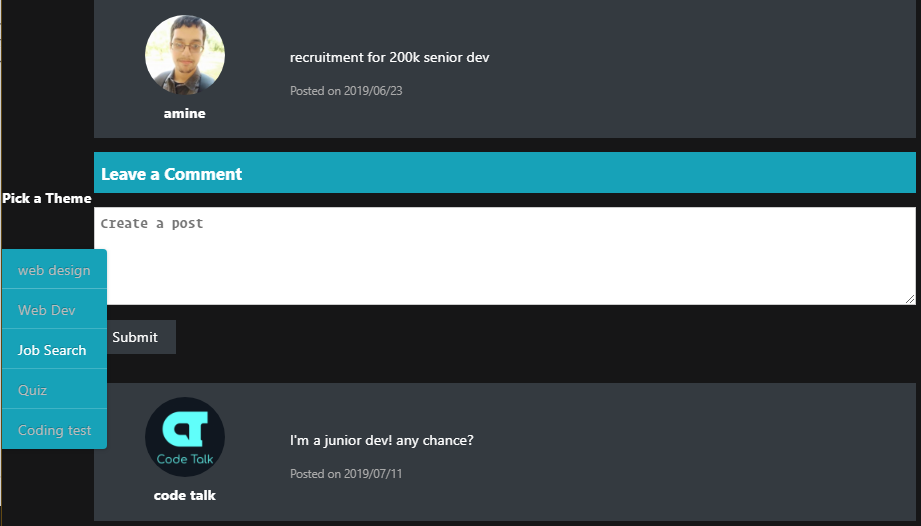 recruitment for 200k senior dev
Posted on 2019/06/23
amine
Leave a Comment
Pick a Theme
Create a post
web design
Web Dev
Job Search
Quiz
Coding test
Submit
CT
Code Talk
I'm a junior dev! any chance?
Posted on 2019/07/11
code talk